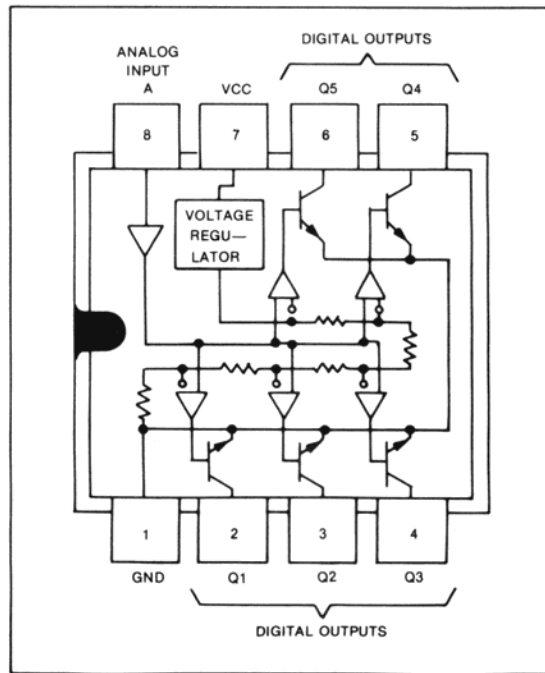 DIGITAL OUTPUTS
ANALOG
INPUT
A
VCC
Q5
Q4
8
7
6
5
VOLTAGE
REGU—
LATOR
1
2
3
4
GND
Q1
Q2
Q3
DIGITAL OUTPUTS